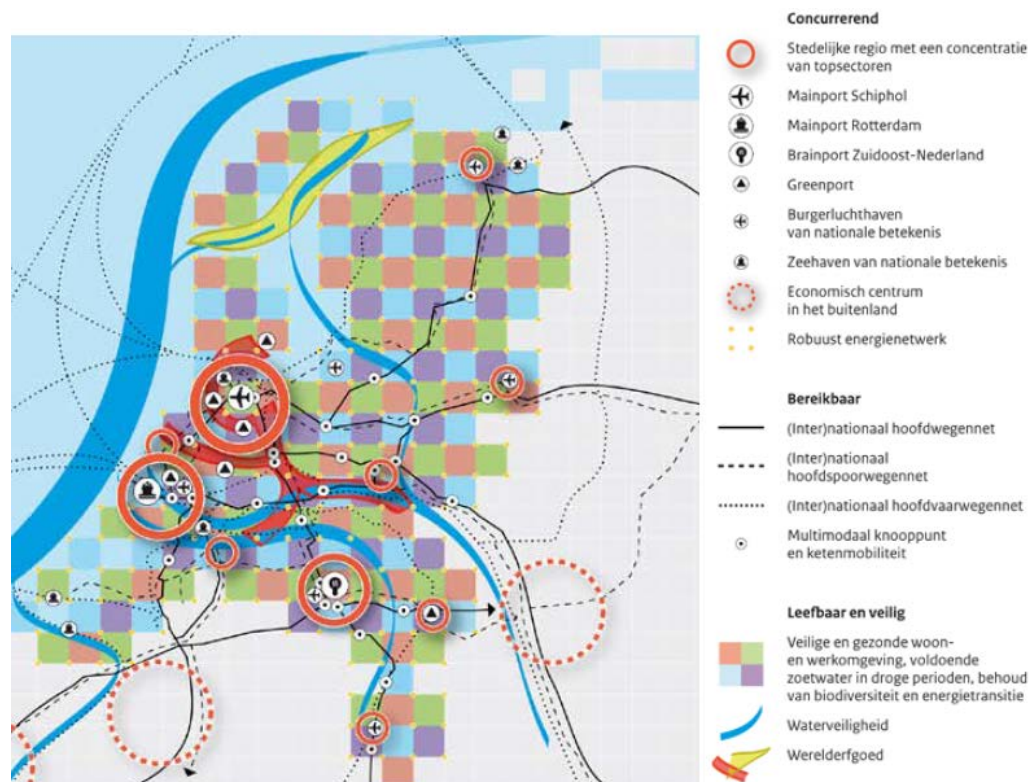 Concurrerend
Stedelijke regio met een concentratie
van topsectoren
Mainport Schiphol
Mainport Rotterdam
Brainport Zuidoost-Nederland
Greenport
Burgerluchthaven
van nationale betekenis
Zeehaven van nationale betekenis
Economisch centrum
in het buitenland
Robuust energienetwerk
Bereikbaar
(Inter)nationaal hoofdwegennet
(Inter)nationaal
hoofdspoorwegennet
(Inter)nationaal hoofdvaarwegennet
Multimodaal knooppunt
en ketenmobiliteit
Leefbaar en veilig
Veilige en gezonde woon-
en werkomgeving, voldoende
zoetwater in droge perioden, behoud
van biodiversiteit en energietransitie
Waterveiligheid
Werelderfgoed